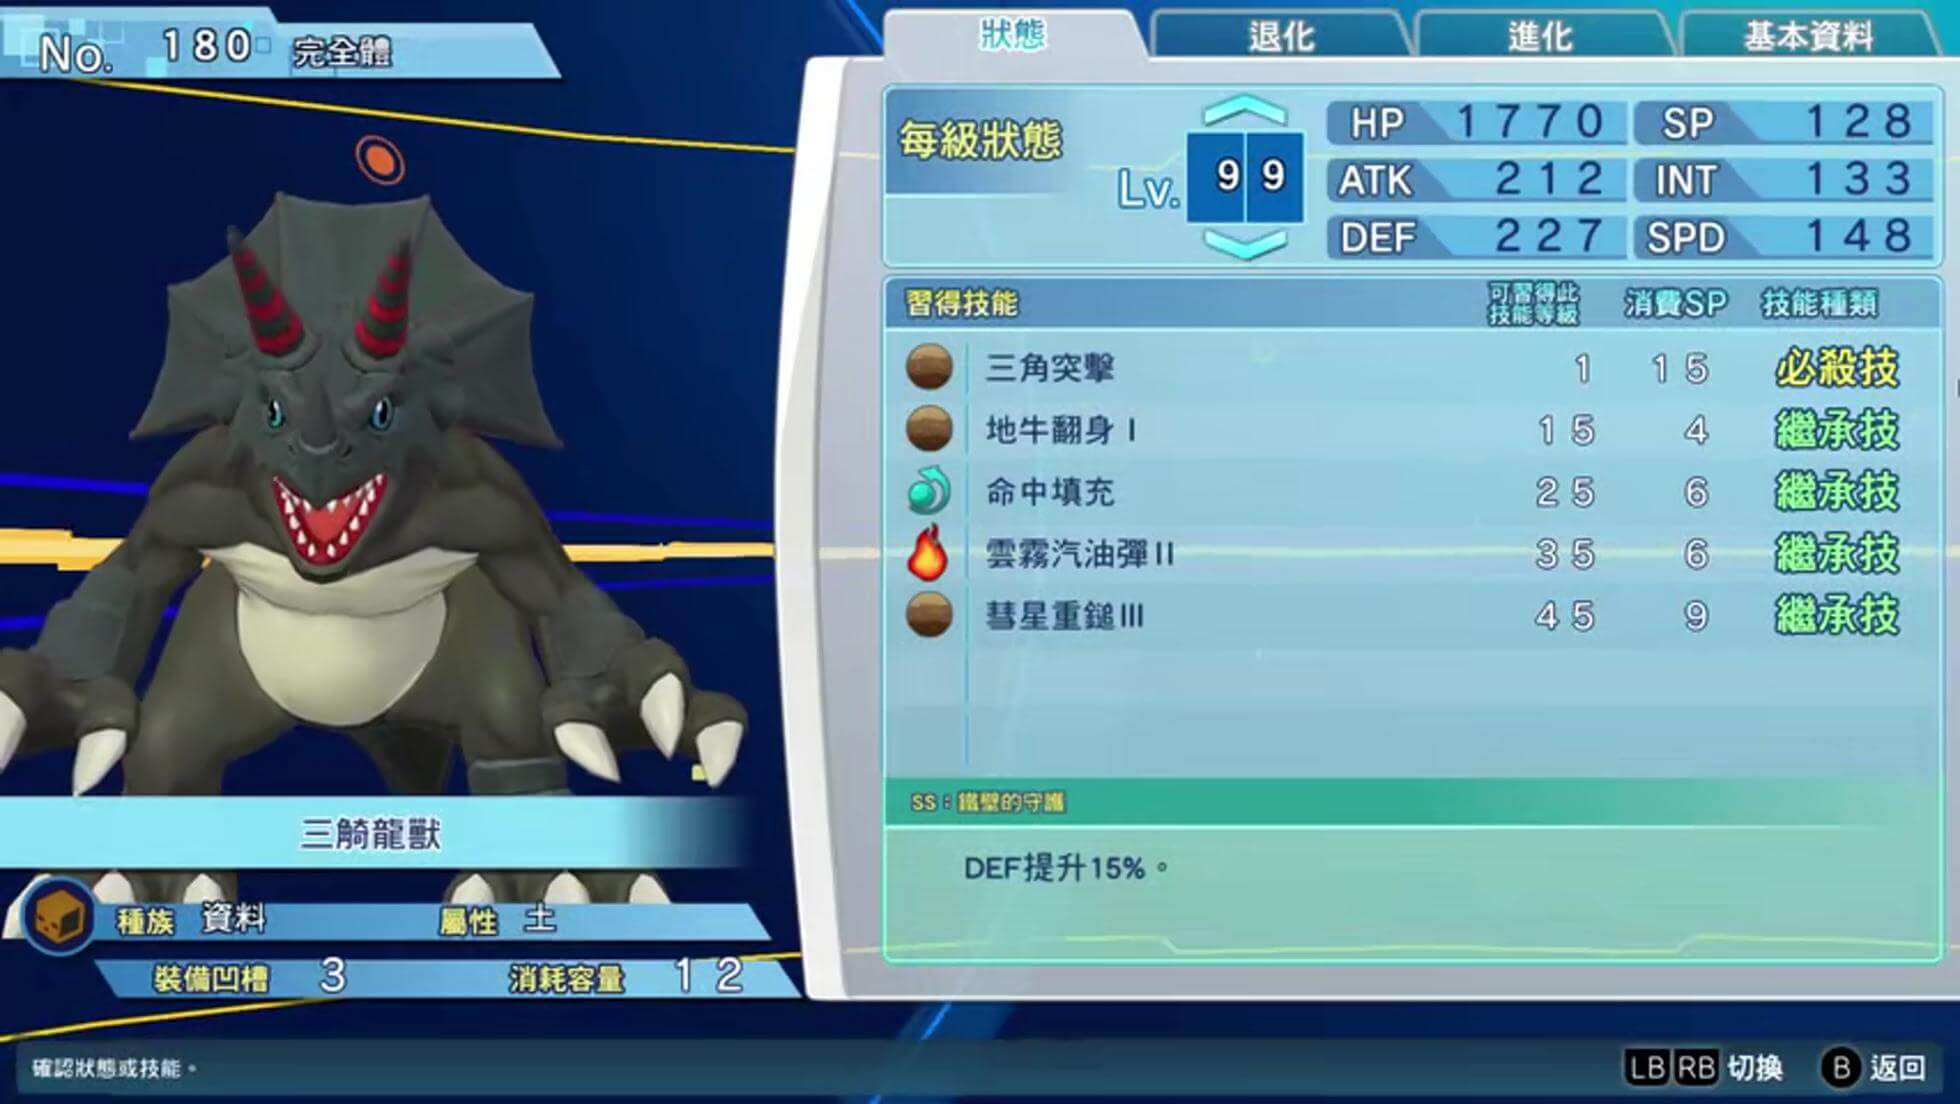 No. 180 完全體
狀態 退化 進化 基本資料
每級狀態
Lv. 99
HP 1770 SP 128
ATK 212 INT 133
DEF 227 SPD 148
習得技能 可習得此技能等級 消費SP 技能種類
三角突擊 1 15 必殺技
地牛翻身 I 15 4 繼承技
命中填充 25 6 繼承技
雲霧汽油彈II 35 6 繼承技
彗星重鎚III 45 9 繼承技
SS：鐵壁的守護
DEF提升15%。
三觭龍獸
種族 資料 屬性 土
裝備凹槽 3 消耗容量 12
確認狀態或技能。
LB RB 切換 B 返回